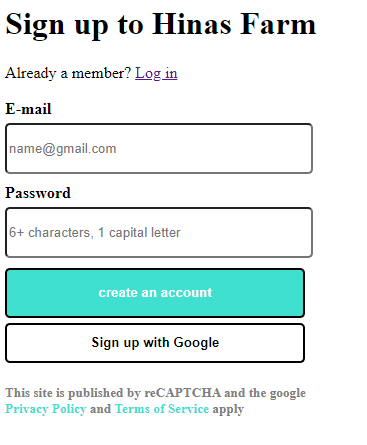 Sign up to Hinas Farm
Already a member? Log in
E-mail
name@gmail.com
Password
6+ characters, 1 capital letter
create an account
Sign up with Google
This site is published by reCAPTCHA and the google
Privacy Policy and Terms of Service apply